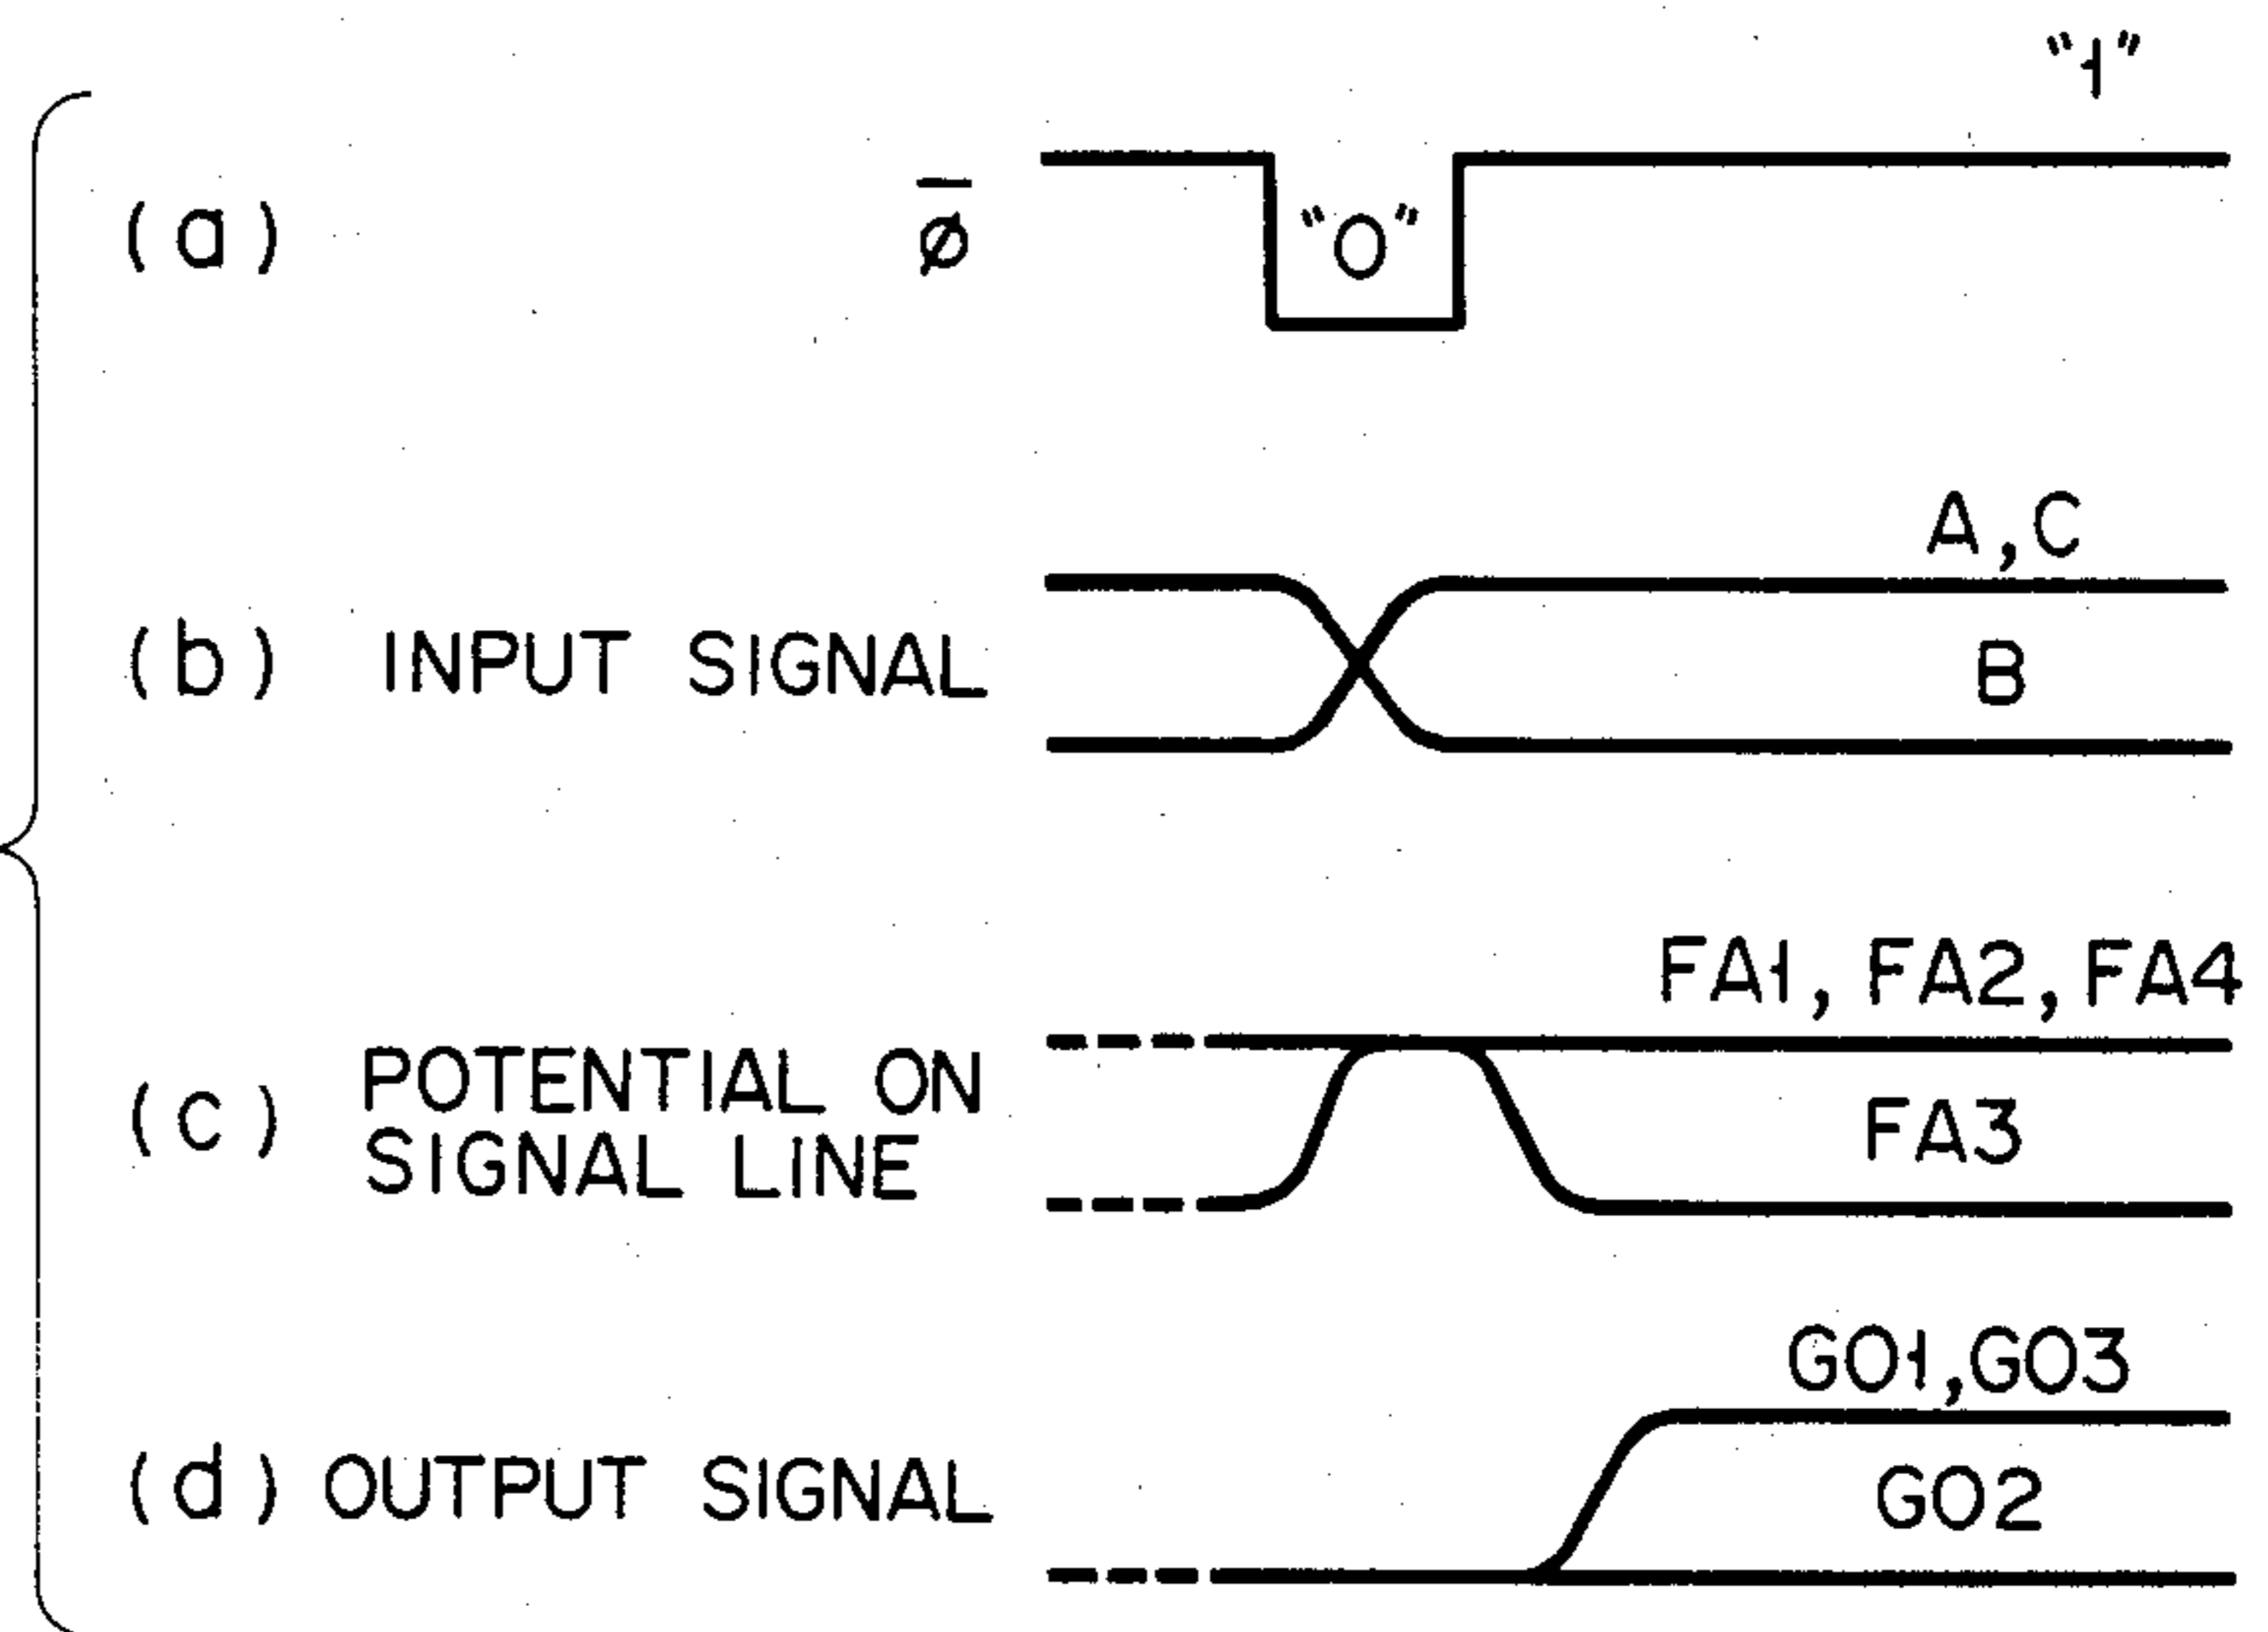 "1"
(a) φ̅ "0"
A,C
(b) INPUT SIGNAL B
FA1, FA2, FA4
(c) POTENTIAL ON
SIGNAL LINE FA3
GO1,GO3
(d) OUTPUT SIGNAL GO2